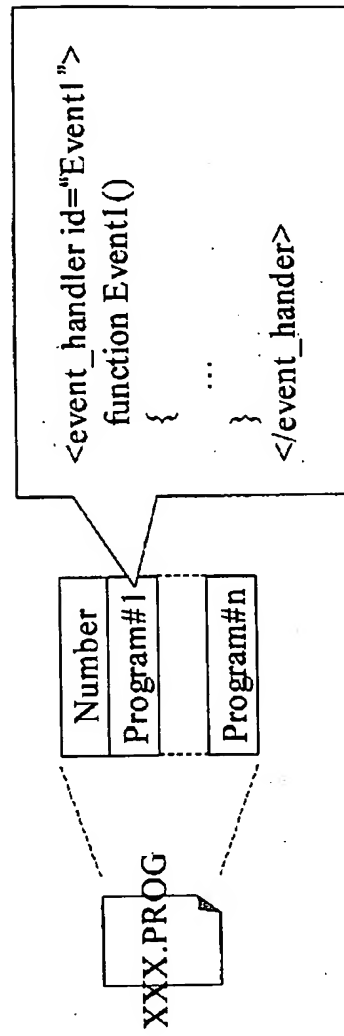 XXX.PROG
Number
Program#1
Program#n
<event_handler id="Event1">
function Event1()
{
...
}
</event_hander>